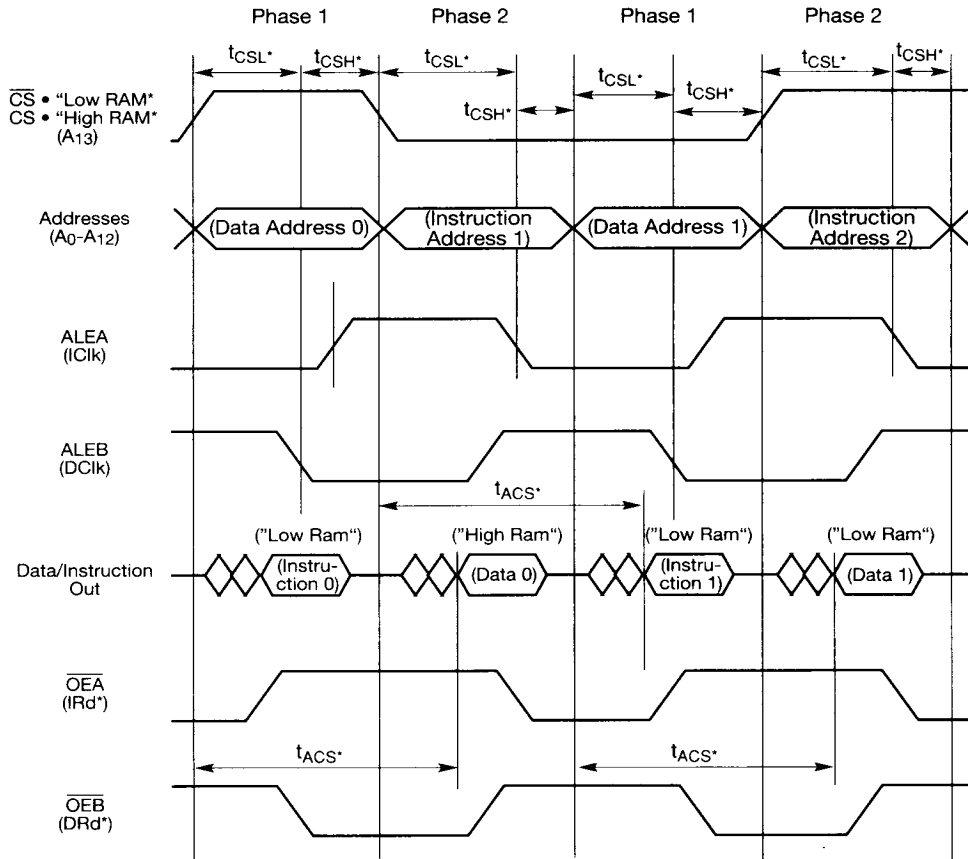 Phase 1 Phase 2 Phase 1 Phase 2
tCSL* tCSH* tCSL* tCSH* tCSL* tCSH* tCSL* tCSH*
CS • “Low RAM*
CS • “High RAM*
(A13)
Addresses
(A0-A12)
(Data Address 0)
(Instruction
Address 1)
(Data Address 1)
(Instruction
Address 2)
ALEA
(IClk)
ALEB
(DClk)
tACS*
("Low Ram“) ("High Ram“) ("Low Ram“) ("Low Ram“)
Data/Instruction
Out
(Instru-
ction 0)
(Data 0)
(Instru-
ction 1)
(Data 1)
OEA
(IRd*)
tACS* tACS*
OEB
(DRd*)